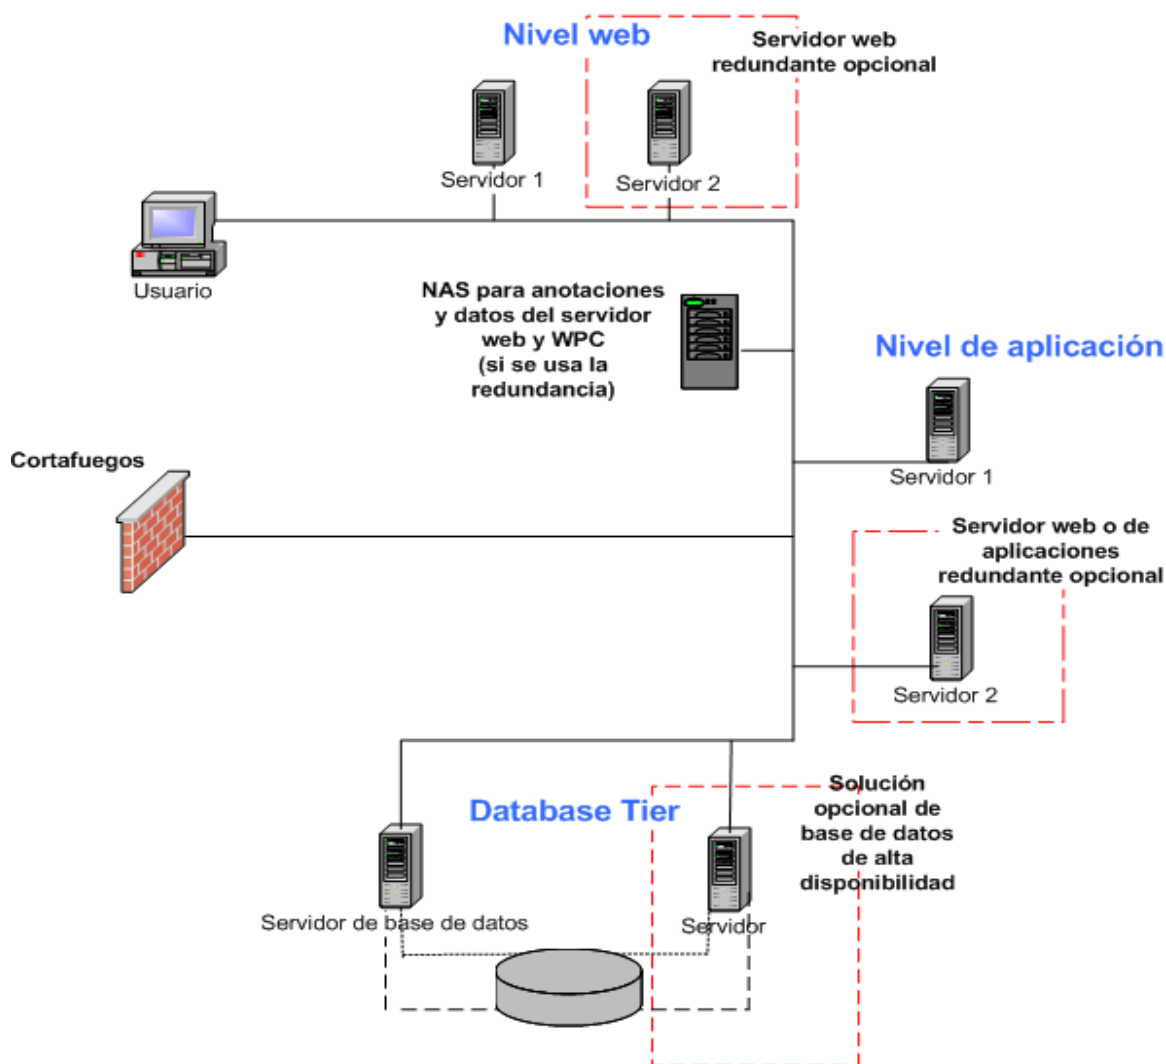 Nivel web
Servidor web
redundante opcional
Servidor 1
Servidor 2
Usuario
NAS para anotaciones
y datos del servidor
web y WPC
(si se usa la
redundancia)
Nivel de aplicación
Servidor 1
Cortafuegos
Servidor web o de
aplicaciones
redundante opcional
Servidor 2
Database Tier
Solución
opcional de
base de datos
de alta
disponibilidad
Servidor de base de datos
Servidor